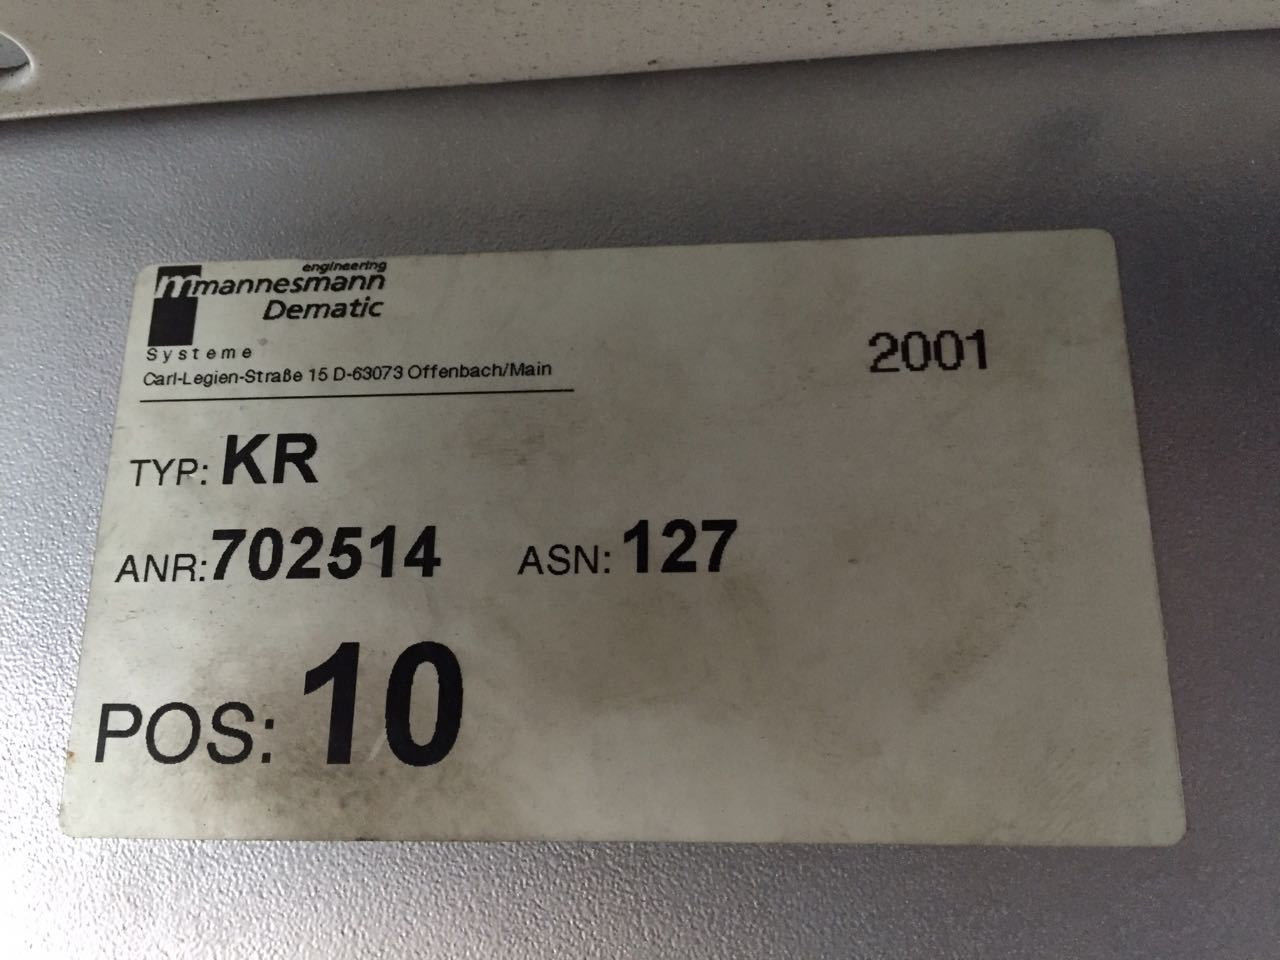 engineering
mannesmann
Dematic
Systeme
Carl-Legien-Straße 15 D-63073 Offenbach/Main
2001
TYP: KR
ANR:702514 ASN: 127
POS: 10